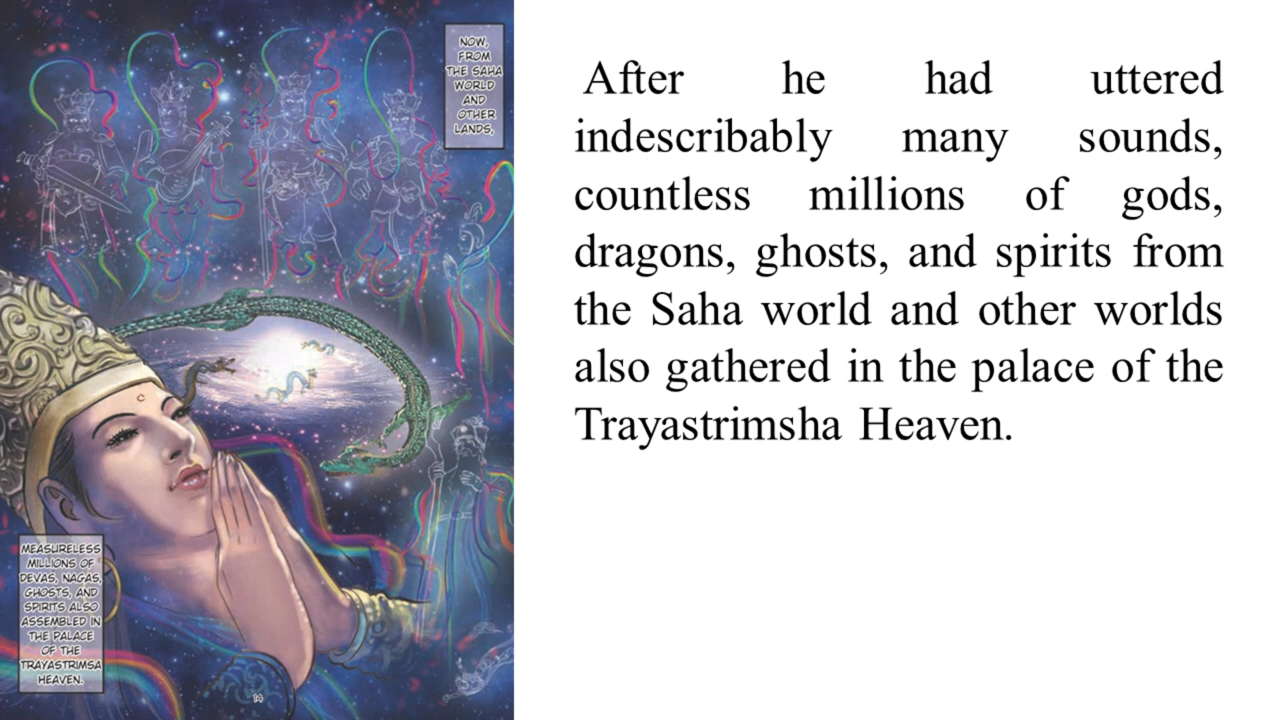 NOW,
FROM
THE SAHA
WORLD
AND
OTHER
LANDS,
MEASURELESS
MILLIONS OF
DEVAS, NAGAS,
GHOSTS, AND
SPIRITS ALSO
ASSEMBLED IN
THE PALACE
OF THE
TRAYASTRIMSA
HEAVEN.
14
After he had uttered
indescribably many sounds,
countless millions of gods,
dragons, ghosts, and spirits from
the Saha world and other worlds
also gathered in the palace of the
Trayastrimsha Heaven.